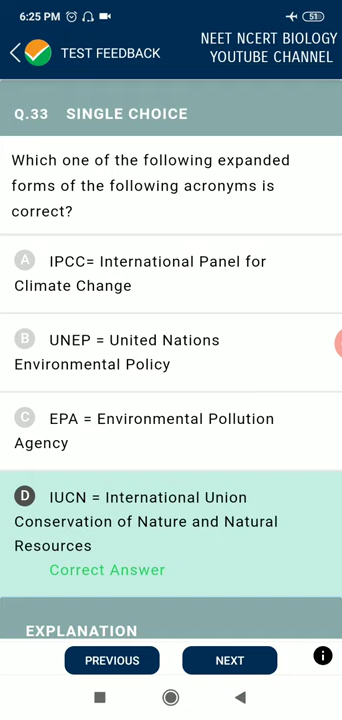 6:25 PM
51
TEST FEEDBACK
NEET NCERT BIOLOGY
YOUTUBE CHANNEL
Q.33 SINGLE CHOICE
Which one of the following expanded
forms of the following acronyms is
correct?
A IPCC= International Panel for
Climate Change
B UNEP = United Nations
Environmental Policy
C EPA = Environmental Pollution
Agency
D IUCN = International Union
Conservation of Nature and Natural
Resources
Correct Answer
EXPLANATION
PREVIOUS
NEXT
i